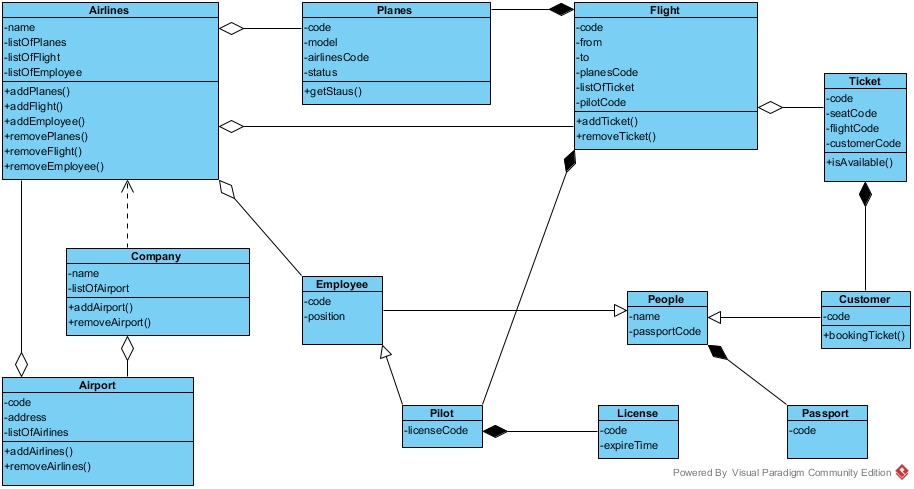 Airlines
-name
-listOfPlanes
-listOfFlight
-listOfEmployee
+addPlanes()
+addFlight()
+addEmployee()
+removePlanes()
+removeFlight()
+removeEmployee()
Planes
-code
-model
-airlinesCode
-status
+getStaus()
Flight
-code
-from
-to
-planesCode
-listOfTicket
-pilotCode
+addTicket()
+removeTicket()
Ticket
-code
-seatCode
-flightCode
-customerCode
+isAvailable()
Company
-name
-listOfAirport
+addAirport()
+removeAirport()
Employee
-code
-position
People
-name
-passportCode
Customer
-code
+bookingTicket()
Airport
-code
-address
-listOfAirlines
+addAirlines()
+removeAirlines()
Pilot
-licenseCode
License
-code
-expireTime
Passport
-code
Powered By Visual Paradigm Community Edition